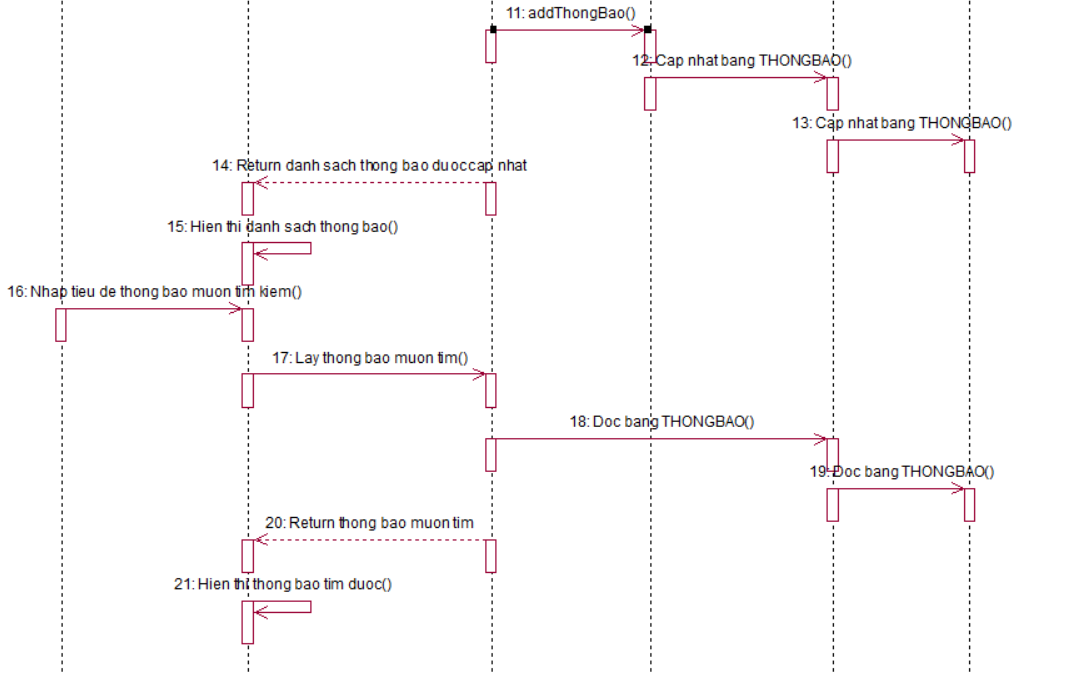 11: addThongBao()
12: Cap nhat bang THONGBAO()
13: Cap nhat bang THONGBAO()
14: Return danh sach thong bao duoccap nhat
15: Hien thi danh sach thong bao()
16: Nhap tieu de thong bao muon tim kiem()
17: Lay thong bao muon tim()
18: Doc bang THONGBAO()
19: Doc bang THONGBAO()
20: Return thong bao muon tim
21: Hien thi thong bao tim duoc()